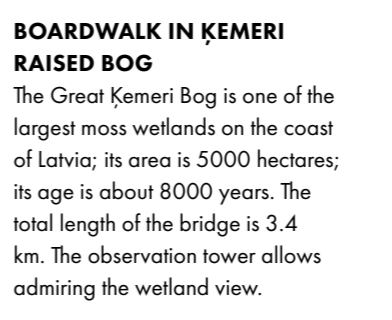 BOARDWALK IN ĶEMERI
RAISED BOG
The Great Ķemeri Bog is one of the
largest moss wetlands on the coast
of Latvia; its area is 5000 hectares;
its age is about 8000 years. The
total length of the bridge is 3.4
km. The observation tower allows
admiring the wetland view.